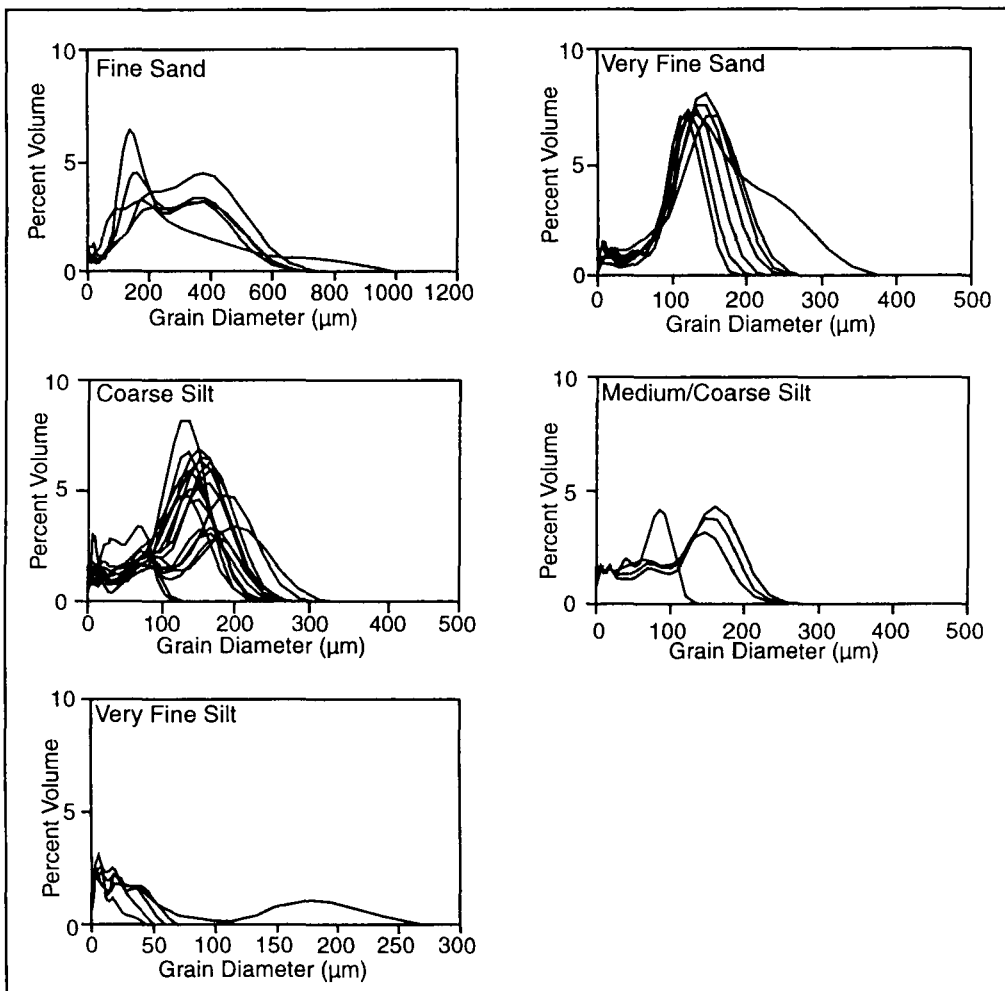 Fine Sand
Percent Volume
10
5
0
0 200 400 600 800 1000 1200
Grain Diameter (µm)
Very Fine Sand
Percent Volume
10
5
0
0 100 200 300 400 500
Grain Diameter (µm)
Coarse Silt
Percent Volume
10
5
0
0 100 200 300 400 500
Grain Diameter (µm)
Medium/Coarse Silt
Percent Volume
10
5
0
0 100 200 300 400 500
Grain Diameter (µm)
Very Fine Silt
Percent Volume
10
5
0
0 50 100 150 200 250 300
Grain Diameter (µm)